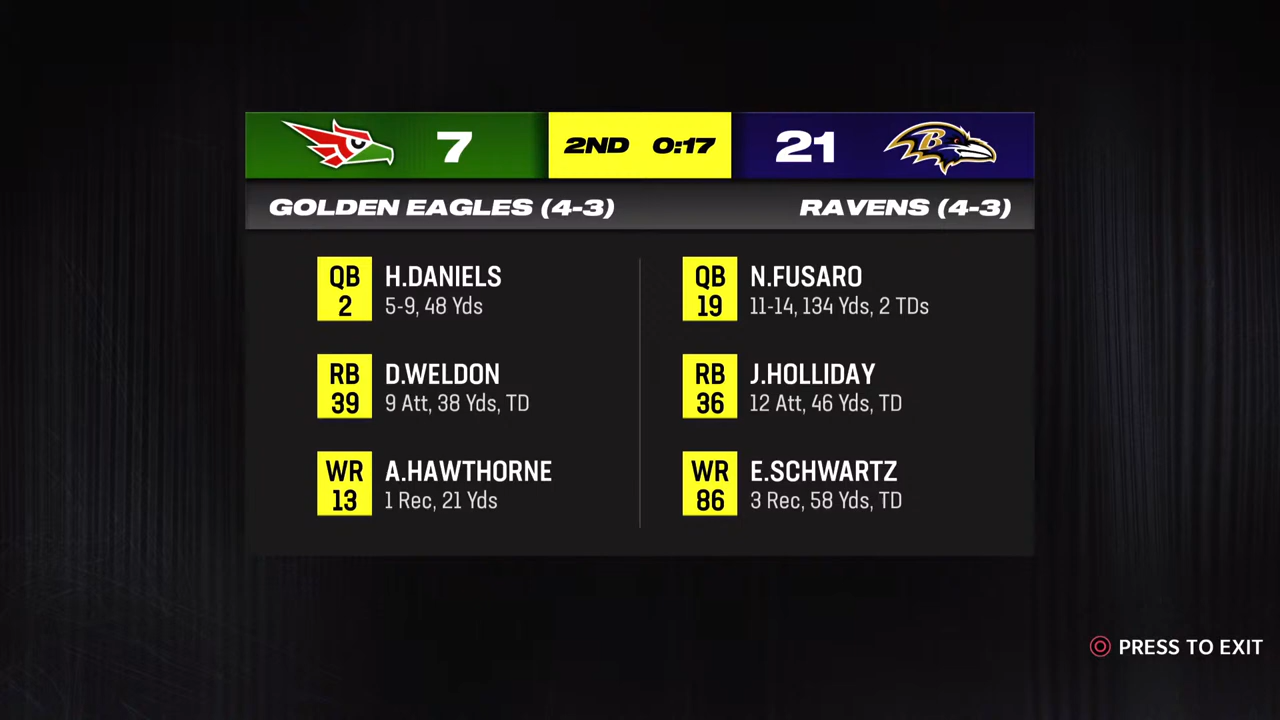 7 2ND 0:17 21
GOLDEN EAGLES (4-3) RAVENS (4-3)
QB 2 H.DANIELS
5-9, 48 Yds
RB 39 D.WELDON
9 Att, 38 Yds, TD
WR 13 A.HAWTHORNE
1 Rec, 21 Yds
QB 19 N.FUSARO
11-14, 134 Yds, 2 TDs
RB 36 J.HOLLIDAY
12 Att, 46 Yds, TD
WR 86 E.SCHWARTZ
3 Rec, 58 Yds, TD
PRESS TO EXIT